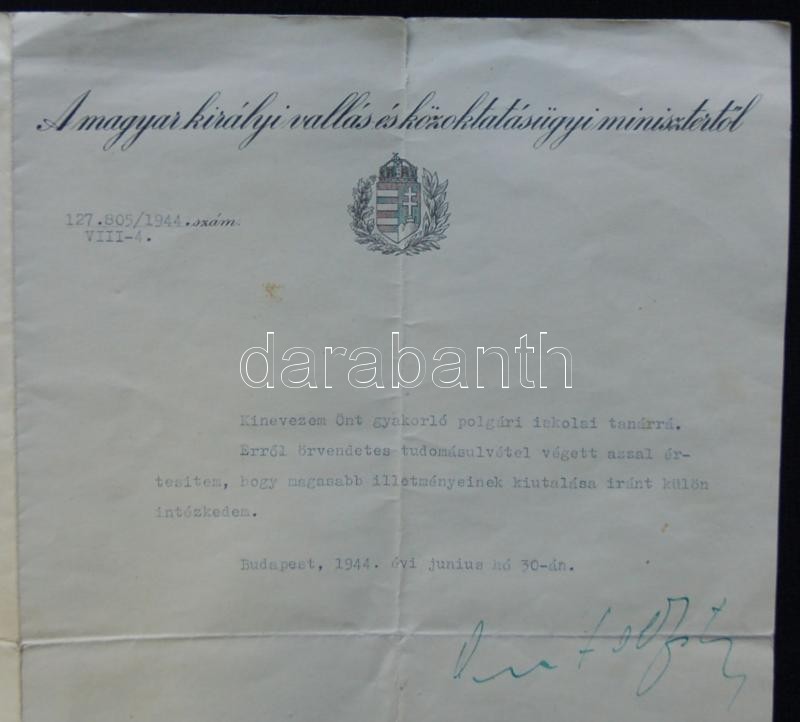 A magyar királyi vallás és közoktatásügyi minisztertől
127.805/1944. szám.
VIII-4.
darabanth
Kinevezem Önt gyakorló polgári iskolai tanárrá.
Erről örvendetes tudomásulvétel végett azzal ér-
tesitem, hogy magasabb illetményeinek kiutalása iránt külön
intézkedem.
Budapest, 1944. évi junius hó 30-án.